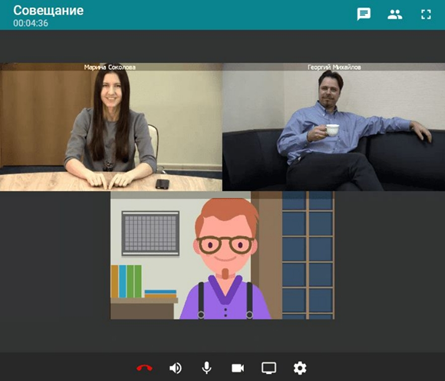 Совещание
00:04:36
Марина Соколова
Георгий Михайлов